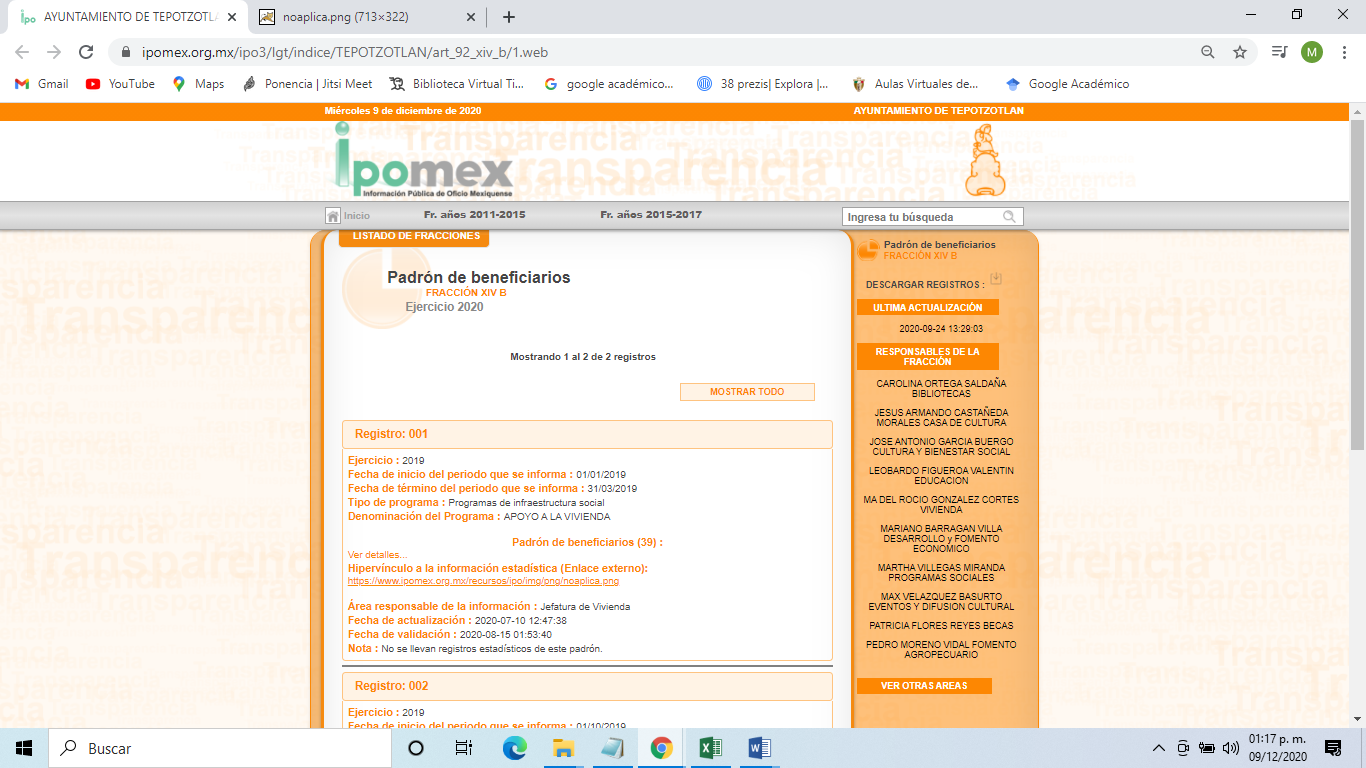 AYUNTAMIENTO DE TEPOTZOTLA
noaplica.png (713×322)
ipomex.org.mx/ipo3/lgt/indice/TEPOTZOTLAN/art_92_xiv_b/1.web
M
Gmail YouTube Maps Ponencia | Jitsi Meet Biblioteca Virtual Ti... google académico... 38 prezis| Explora |... Aulas Virtuales de... Google Académico
Miércoles 9 de diciembre de 2020 AYUNTAMIENTO DE TEPOTZOTLAN
Transparencia
ipomex
Información Pública de Oficio Mexiquense
Inicio Fr. años 2011-2015 Fr. años 2015-2017 Ingresa tu búsqueda
LISTADO DE FRACCIONES
Padrón de beneficiarios
FRACCIÓN XIV B
Ejercicio 2020
Mostrando 1 al 2 de 2 registros
MOSTRAR TODO
Registro: 001
Ejercicio : 2019
Fecha de inicio del periodo que se informa : 01/01/2019
Fecha de término del periodo que se informa : 31/03/2019
Tipo de programa : Programas de infraestructura social
Denominación del Programa : APOYO A LA VIVIENDA
Padrón de beneficiarios (39) :
Ver detalles...
Hipervínculo a la información estadística (Enlace externo):
https://www.ipomex.org.mx/recursos/ipo/img/png/noaplica.png
Área responsable de la información : Jefatura de Vivienda
Fecha de actualización : 2020-07-10 12:47:38
Fecha de validación : 2020-08-15 01:53:40
Nota : No se llevan registros estadísticos de este padrón.
Registro: 002
Ejercicio : 2019
Fecha de inicio del periodo que se informa : 01/10/2019
Padrón de beneficiarios
FRACCIÓN XIV B
DESCARGAR REGISTROS :
ULTIMA ACTUALIZACIÓN
2020-09-24 13:29:03
RESPONSABLES DE LA
FRACCIÓN
CAROLINA ORTEGA SALDAÑA
BIBLIOTECAS
JESUS ARMANDO CASTAÑEDA
MORALES CASA DE CULTURA
JOSE ANTONIO GARCIA BUERGO
CULTURA Y BIENESTAR SOCIAL
LEOBARDO FIGUEROA VALENTIN
EDUCACION
MA DEL ROCIO GONZALEZ CORTES
VIVIENDA
MARIANO BARRAGAN VILLA
DESARROLLO y FOMENTO
ECONOMICO
MARTHA VILLEGAS MIRANDA
PROGRAMAS SOCIALES
MAX VELAZQUEZ BASURTO
EVENTOS Y DIFUSION CULTURAL
PATRICIA FLORES REYES BECAS
PEDRO MORENO VIDAL FOMENTO
AGROPECUARIO
VER OTRAS AREAS
Buscar
01:17 p. m.
09/12/2020